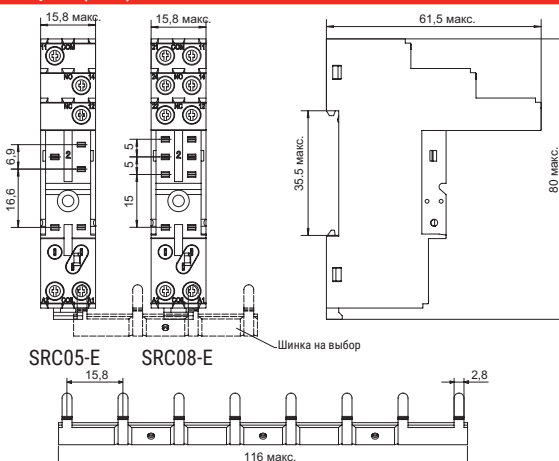 15,8 макс.
15,8 макс.
61,5 макс.
11 COM
21 COM 11
NO 14
24 NO 14
NC 12
22 NC 12
2
2
6,9
16,6
5
5
15
35.5 макс.
80 макс.
A2 COIL A1
A2 COIL A1
Шинка на выбор
SRC05-E
SRC08-E
15,8
2,8
116 макс.